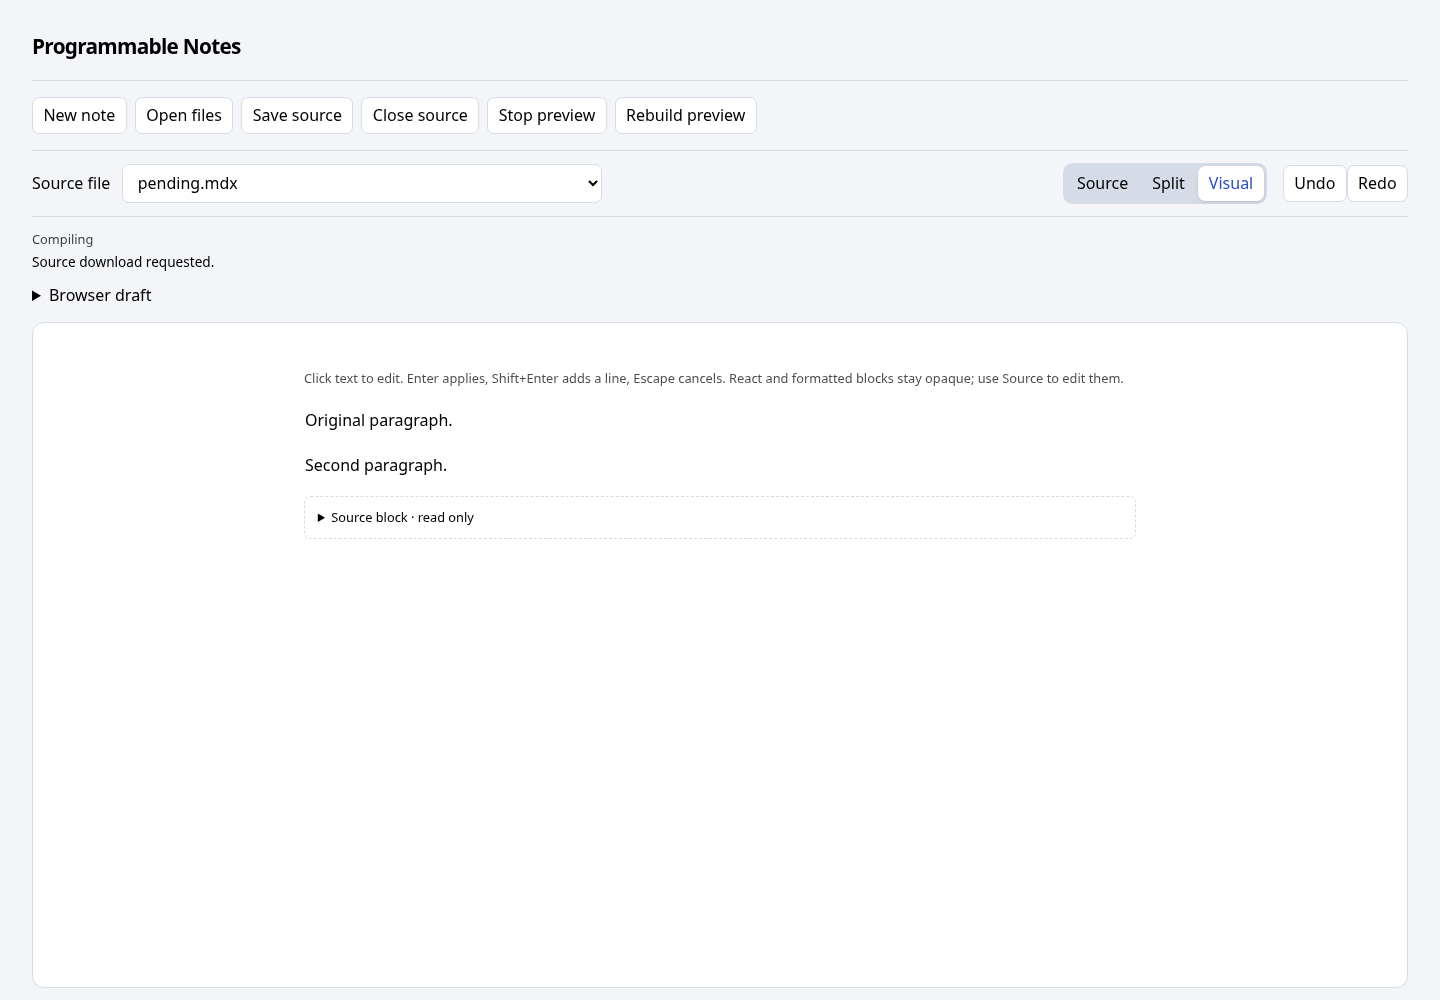 Programmable Notes
New note Open files Save source Close source Stop preview Rebuild preview
Source file pending.mdx Source Split Visual Undo Redo
Compiling
Source download requested.
Browser draft
Click text to edit. Enter applies, Shift+Enter adds a line, Escape cancels. React and formatted blocks stay opaque; use Source to edit them.
Original paragraph.
Second paragraph.
Source block · read only